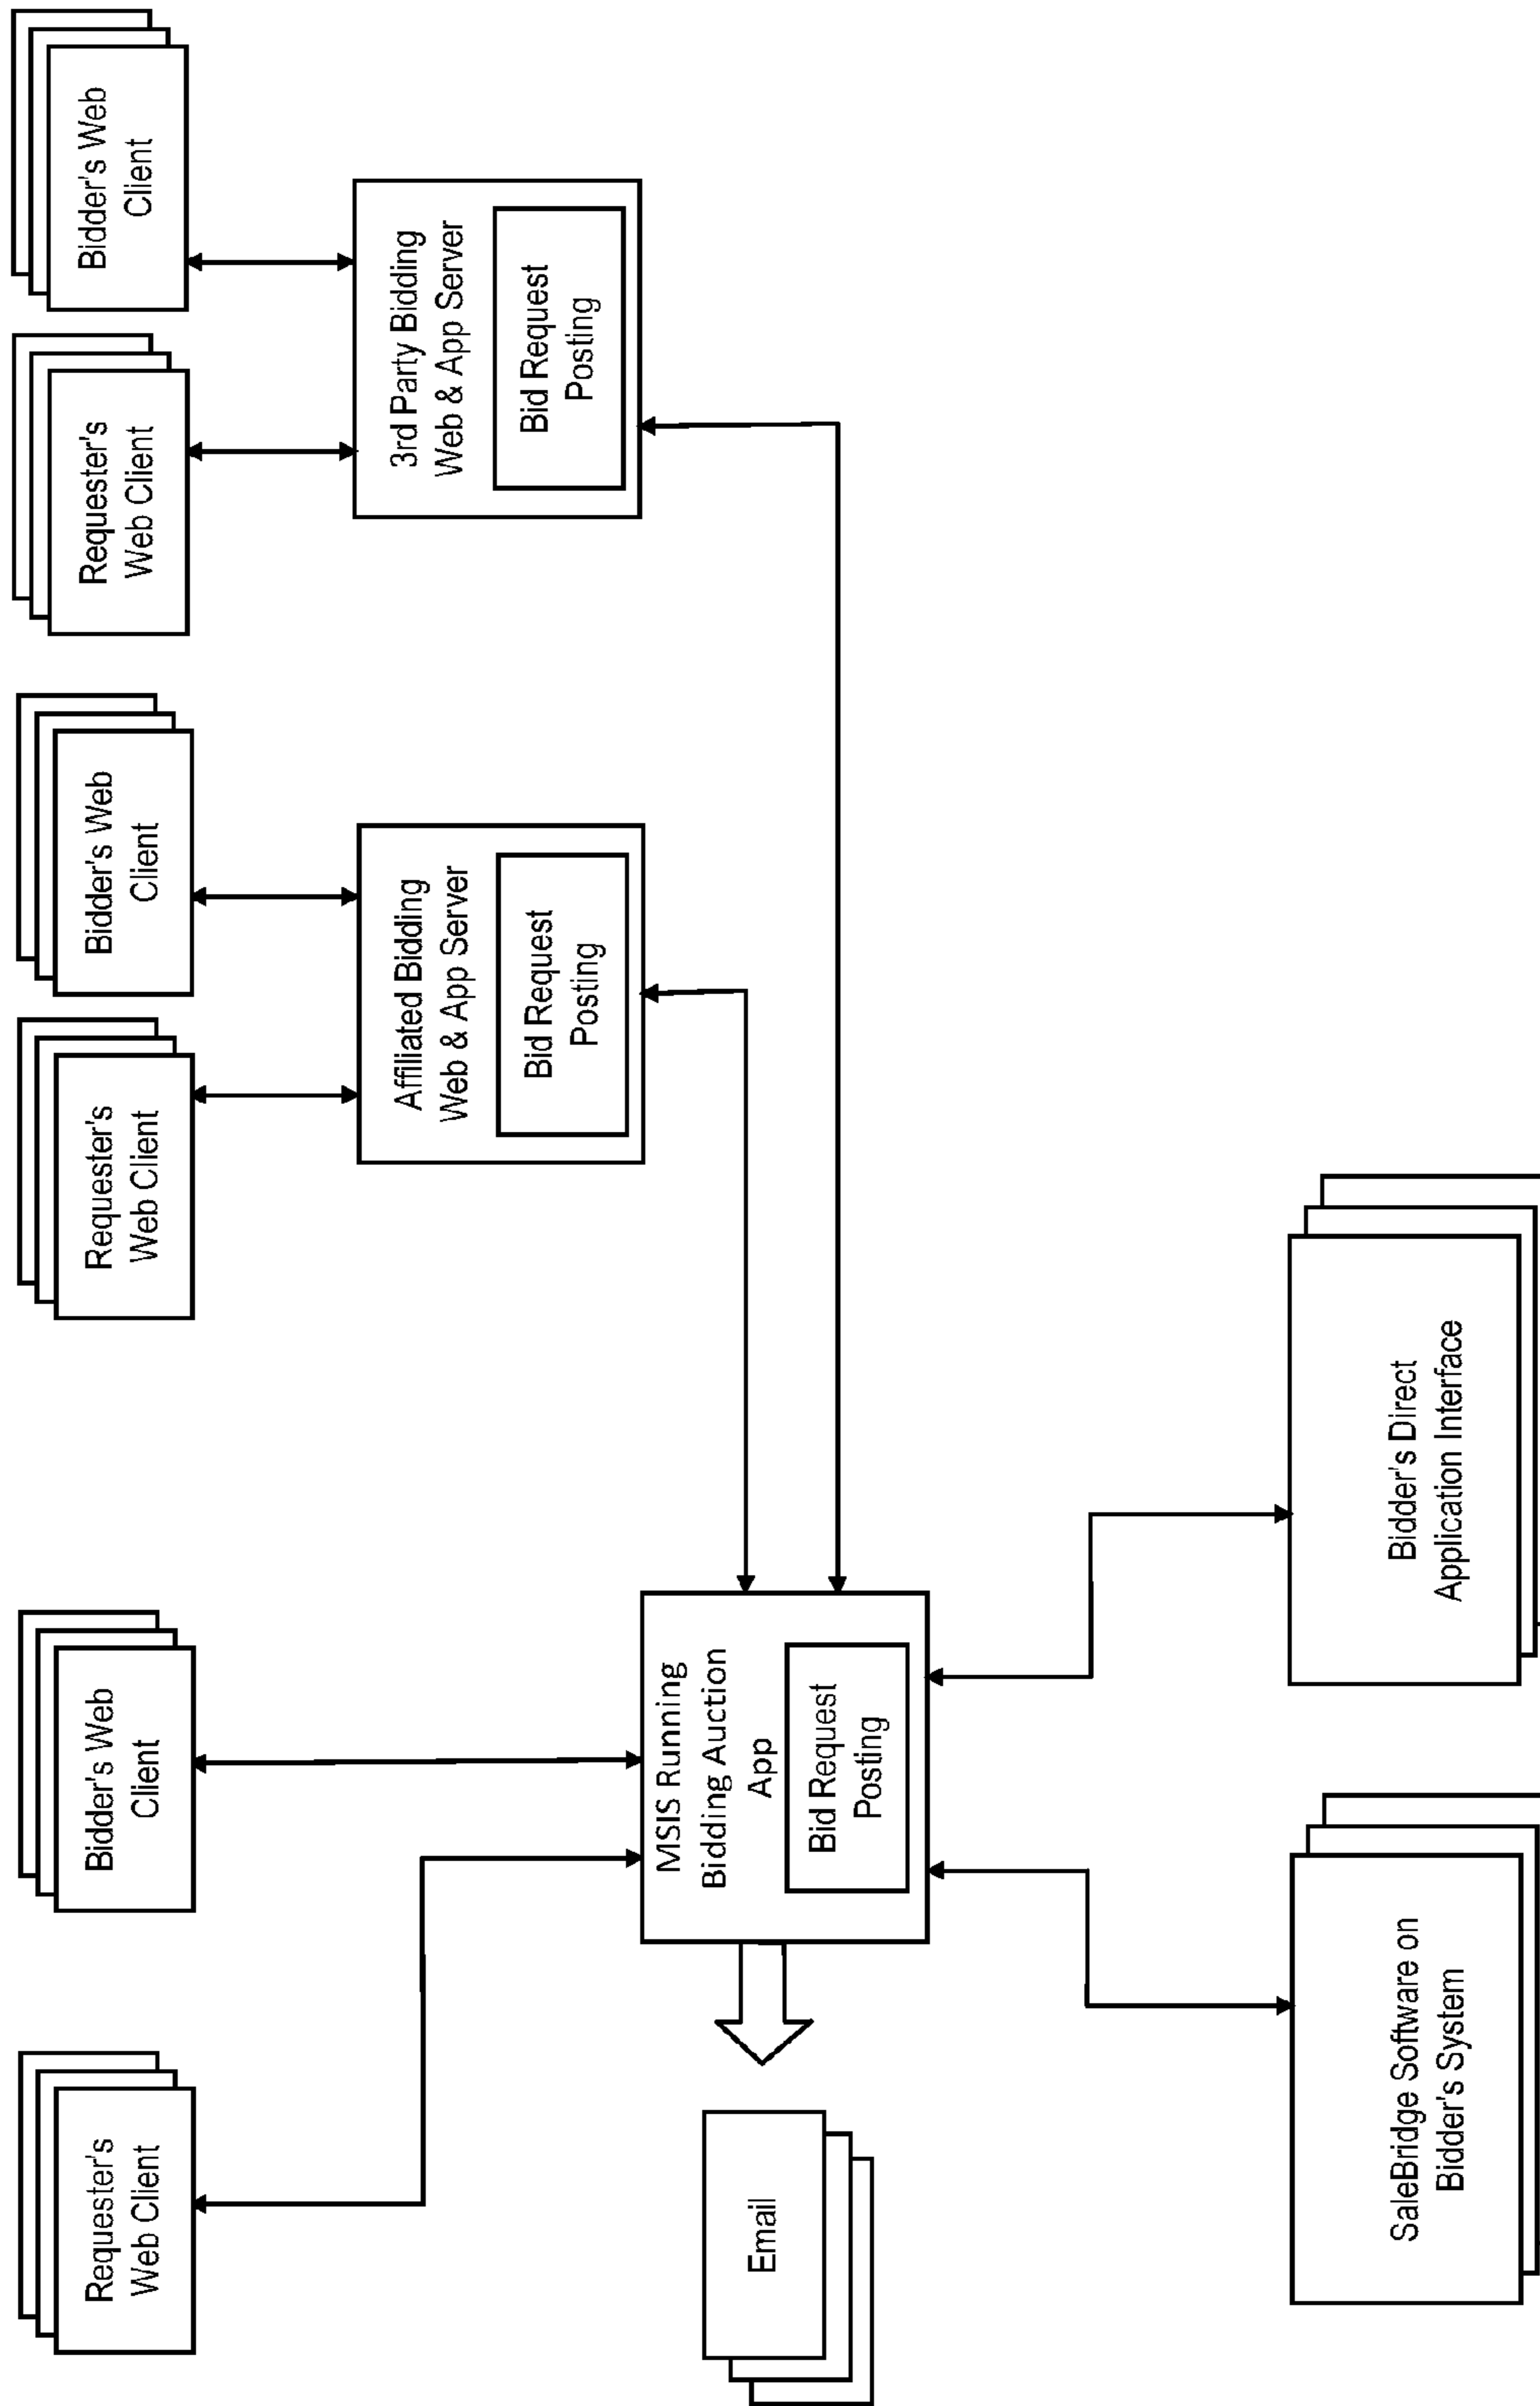 Requester's
Web Client
Bidder's Web
Client
Requester's
Web Client
Bidder's Web
Client
Requester's
Web Client
Bidder's Web
Client
Affiliated Bidding
Web & App Server
Bid Request
Posting
3rd Party Bidding
Web & App Server
Bid Request
Posting
Email
MSIS Running
Bidding Auction
App
Bid Request
Posting
SaleBridge Software on
Bidder's System
Bidder's Direct
Application Interface